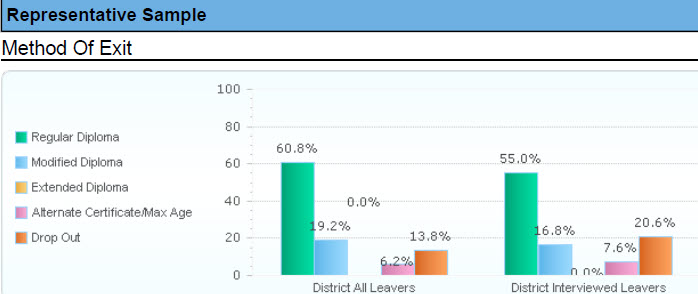 Representative Sample
Method Of Exit
100
80
60
40
20
0
Regular Diploma
Modified Diploma
Extended Diploma
Alternate Certificate/Max Age
Drop Out
60.8%
19.2%
0.0%
6.2%
13.8%
55.0%
16.8%
0.0%
7.6%
20.6%
District All Leavers
District Interviewed Leavers